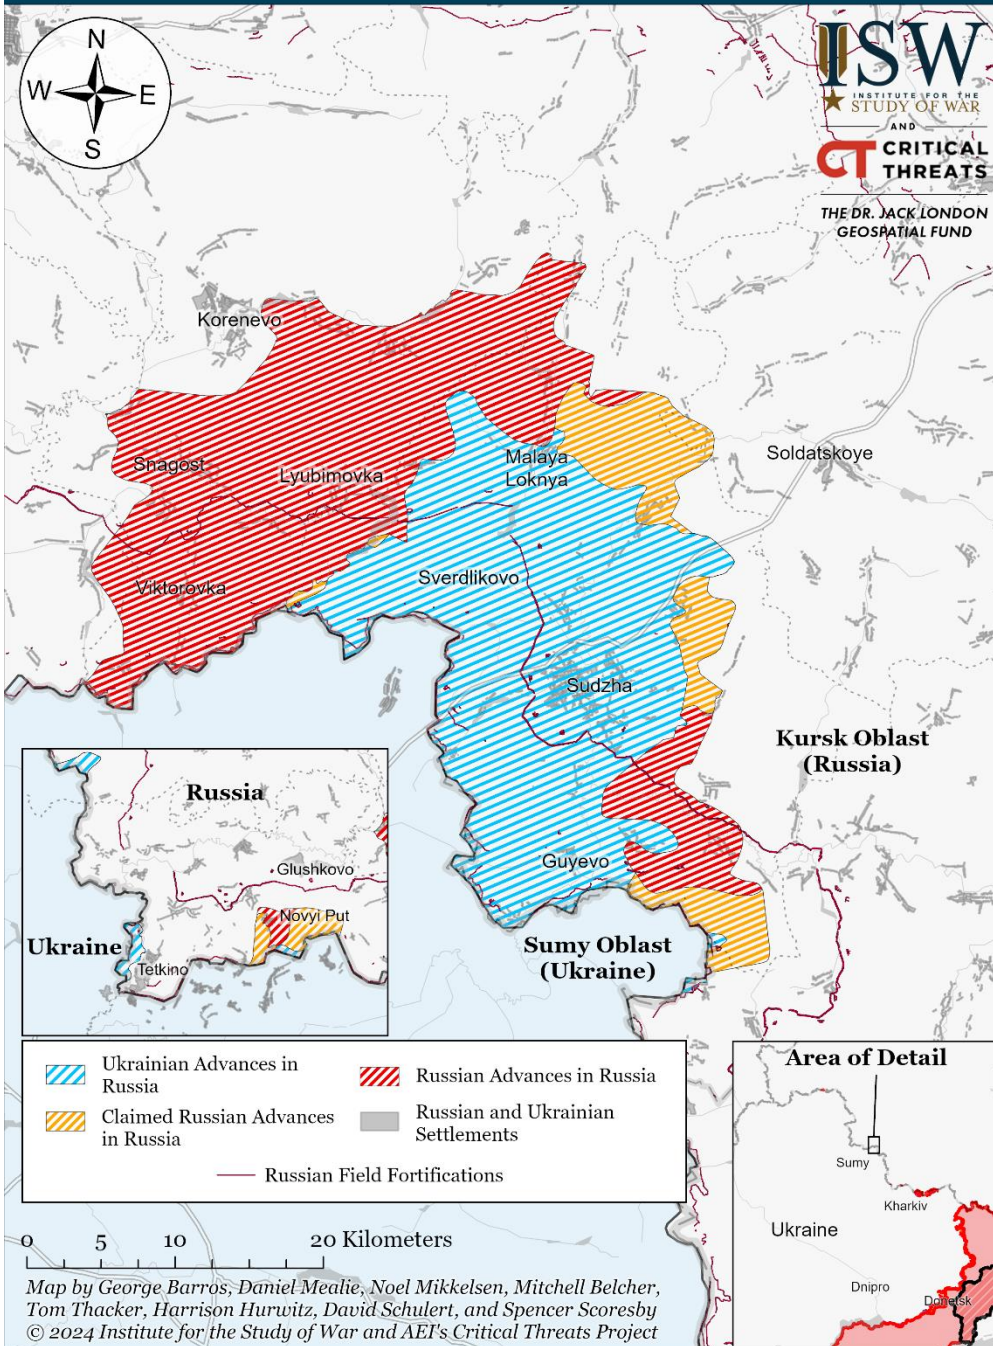 N
W
E
S
ISW
INSTITUTE FOR THE
STUDY OF WAR
AND
CT CRITICAL
THREATS
THE DR. JACK LONDON
GEOSPATIAL FUND
Korenevo
Snagost
Lyubimovka
Malaya
Loknya
Soldatskoye
Viktorovka
Sverdlikovo
Sudzha
Kursk Oblast
(Russia)
Guyevo
Sumy Oblast
(Ukraine)
Russia
Glushkovo
Novyi Put
Ukraine
Tetkino
Ukrainian Advances in
Russia
Russian Advances in Russia
Claimed Russian Advances
in Russia
Russian and Ukrainian
Settlements
Russian Field Fortifications
Area of Detail
Sumy
Kharkiv
Ukraine
Dnipro
Donetsk
0 5 10 20 Kilometers
Map by George Barros, Daniel Mealie, Noel Mikkelsen, Mitchell Belcher,
Tom Thacker, Harrison Hurwitz, David Schulert, and Spencer Scoresby
© 2024 Institute for the Study of War and AEI's Critical Threats Project